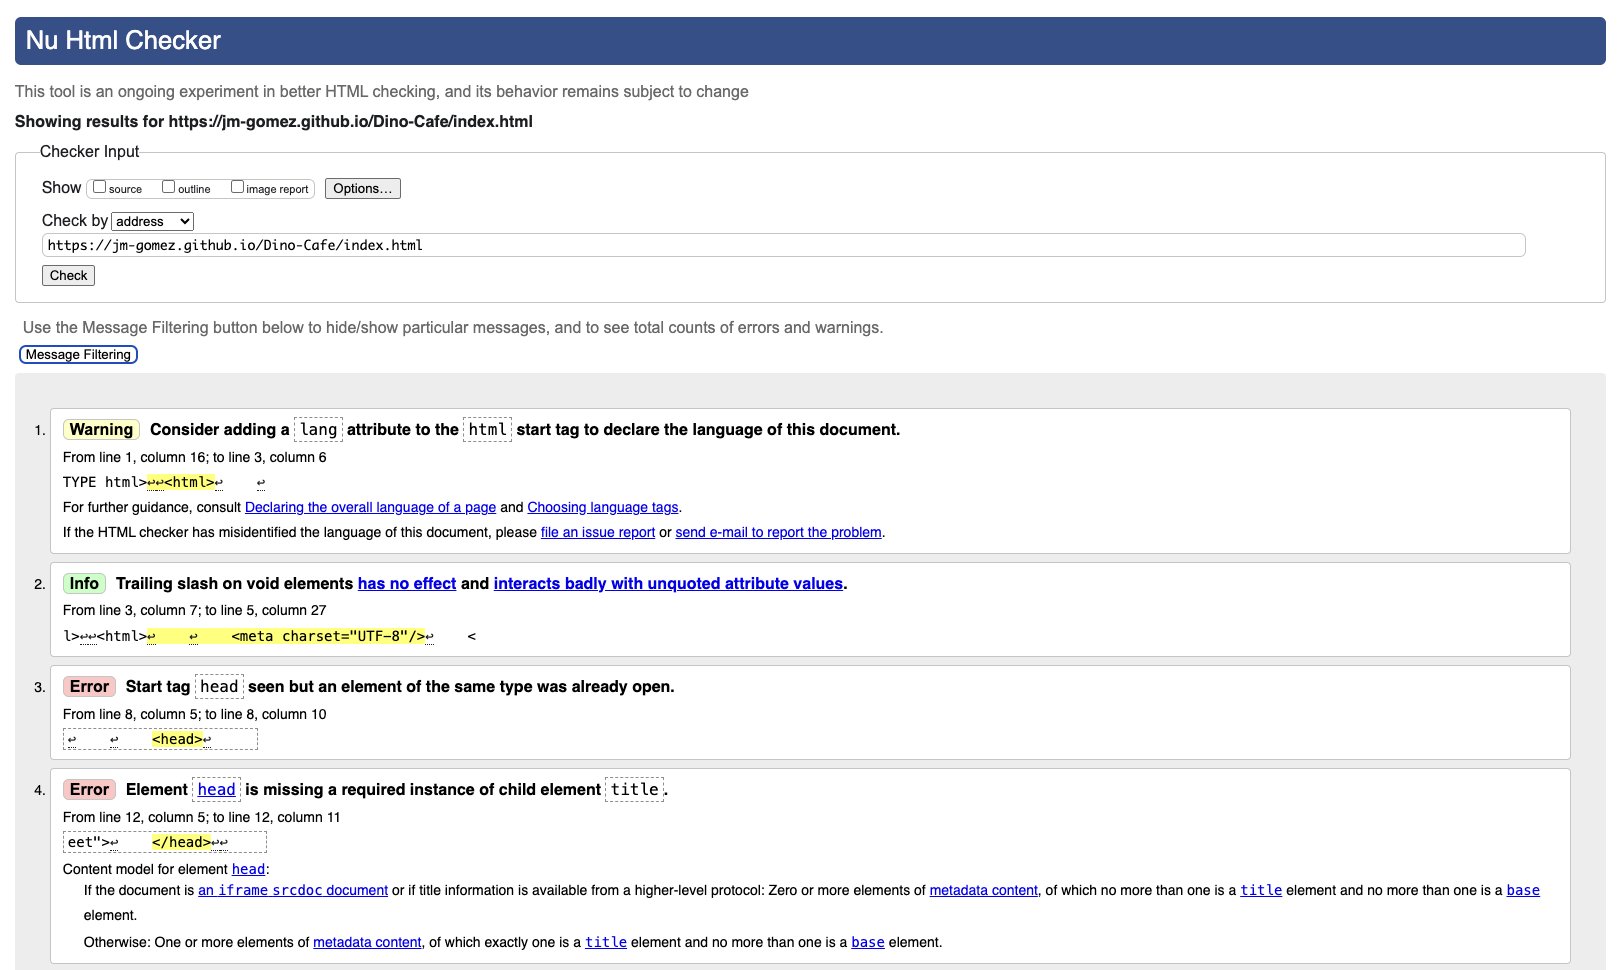 Nu Html Checker
This tool is an ongoing experiment in better HTML checking, and its behavior remains subject to change
Showing results for https://jm-gomez.github.io/Dino-Cafe/index.html
Checker Input
Show source outline image report Options...
Check by address
https://jm-gomez.github.io/Dino-Cafe/index.html
Check
Use the Message Filtering button below to hide/show particular messages, and to see total counts of errors and warnings.
Message Filtering
1. Warning Consider adding a lang attribute to the html start tag to declare the language of this document.
From line 1, column 16; to line 3, column 6
TYPE html>↩↩<html>↩    ↩
For further guidance, consult Declaring the overall language of a page and Choosing language tags.
If the HTML checker has misidentified the language of this document, please file an issue report or send e-mail to report the problem.
2. Info Trailing slash on void elements has no effect and interacts badly with unquoted attribute values.
From line 3, column 7; to line 5, column 27
l>↩↩<html>↩    ↩    <meta charset="UTF-8"/>↩    <
3. Error Start tag head seen but an element of the same type was already open.
From line 8, column 5; to line 8, column 10
↩    ↩    <head>↩
4. Error Element head is missing a required instance of child element title.
From line 12, column 5; to line 12, column 11
eet">↩    </head>↩↩
Content model for element head:
If the document is an iframe srcdoc document or if title information is available from a higher-level protocol: Zero or more elements of metadata content, of which no more than one is a title element and no more than one is a base
element.
Otherwise: One or more elements of metadata content, of which exactly one is a title element and no more than one is a base element.